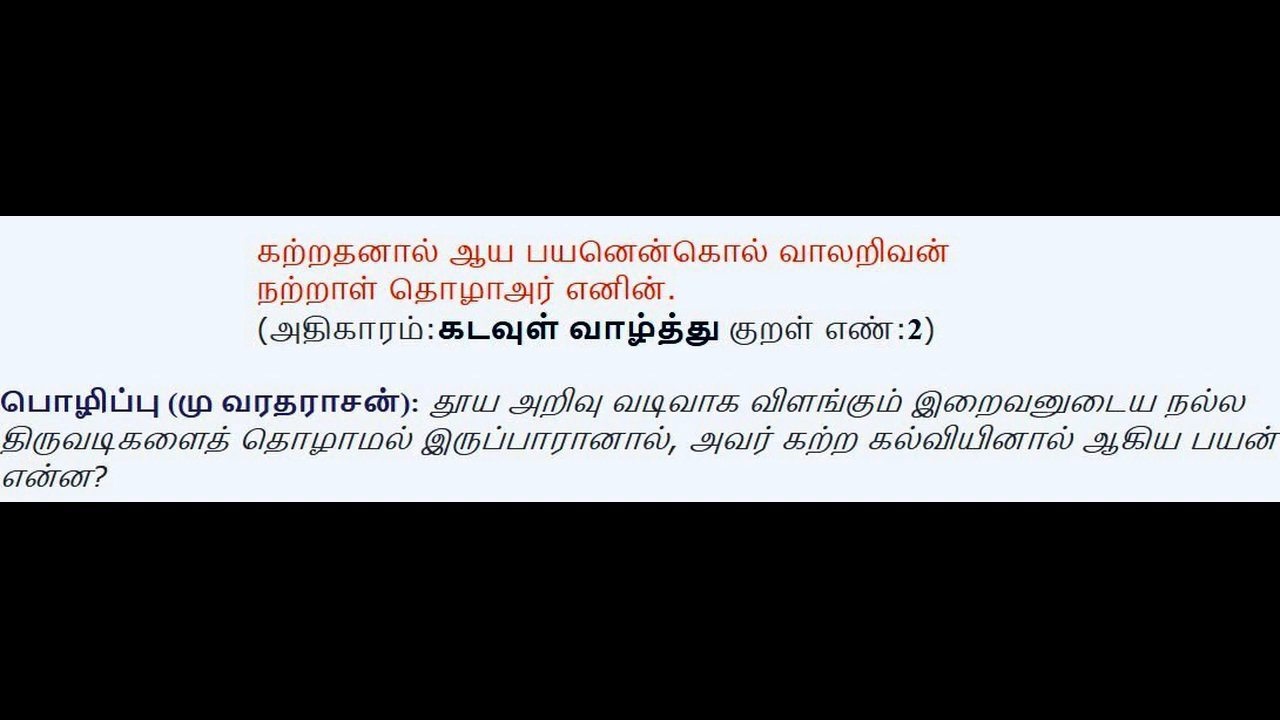 கற்றதனால் ஆய பயனென்கொல் வாலறிவன்
நற்றாள் தொழாஅர் எனின்.
(அதிகாரம்:கடவுள் வாழ்த்து குறள் எண்:2)
பொழிப்பு (மு வரதராசன்): தூய அறிவு வடிவாக விளங்கும் இறைவனுடைய நல்ல
திருவடிகளைத் தொழாமல் இருப்பாரானால், அவர் கற்ற கல்வியினால் ஆகிய பயன்
என்ன?